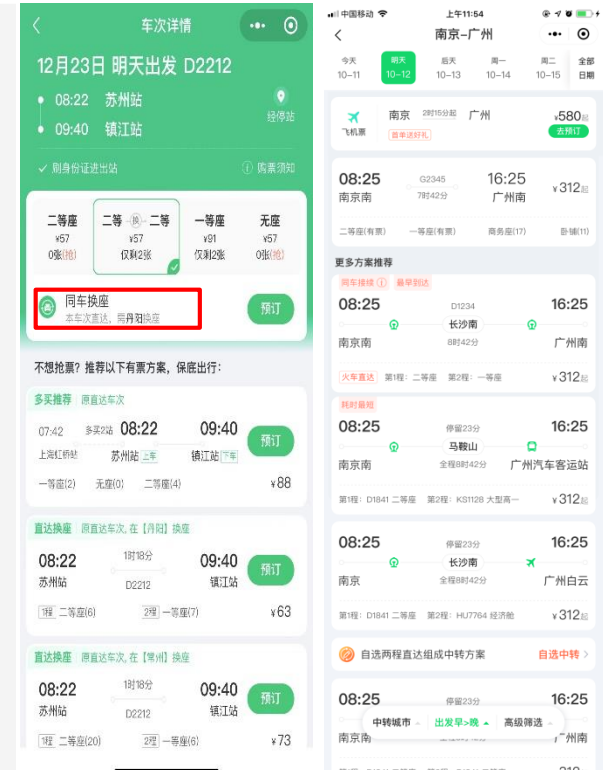 车次详情
12月23日 明天出发 D2212
08:22 苏州站
09:40 镇江站
经停站
刷身份证进出站
购票须知
二等座 二等 换 二等 一等座 无座
¥57 ¥57 ¥91 ¥57
0张(抢) 仅剩2张 仅剩2张 0张(抢)
同车换座
本车次直达、需丹阳换座
预订
不想抢票? 推荐以下有票方案, 保底出行:
多买推荐 原直达车次
07:42 多买2站 08:22 09:40
上海虹桥站 苏州站 上车 镇江站 下车
预订
一等座(2) 无座(0) 二等座(4) ¥88
直达换座 原直达车次, 在【丹阳】换座
08:22 1时18分 09:40
苏州站 D2212 镇江站
预订
1程 二等座(6) 2程 一等座(7) ¥63
直达换座 原直达车次, 在【常州】换座
08:22 1时18分 09:40
苏州站 D2212 镇江站
预订
1程 二等座(20) 2程 一等座(6) ¥73
中国移动 上午11:54
南京–广州
今天 明天 后天 周一 周二 全部
10–11 10–12 10–13 10–14 10–15 日期
南京 2时15分起 广州 ¥580起
飞机票 首单送好礼 去预订
08:25 G2345 16:25
南京南 7时42分 广州南 ¥312起
二等座(有票) 一等座(有票) 商务座(17) 卧铺(11)
更多方案推荐
同车接续 最早到达
08:25 D1234 16:25
长沙南
南京南 8时42分 广州南
火车直达 第1程: 二等座 第2程: 一等座 ¥312起
耗时最短
08:25 停留23分 16:25
马鞍山
南京南 全程8时42分 广州汽车客运站
第1程: D1841 二等座 第2程: KS1128 大型高一 ¥312起
08:25 停留23分 16:25
长沙南
南京 全程8时42分 广州白云
第1程: D1841 二等座 第2程: HU7764 经济舱 ¥312起
自选两程直达组成中转方案 自选中转
08:25 停留23分 16:25
中转城市 出发早>晚 高级筛选
南京南 广州南